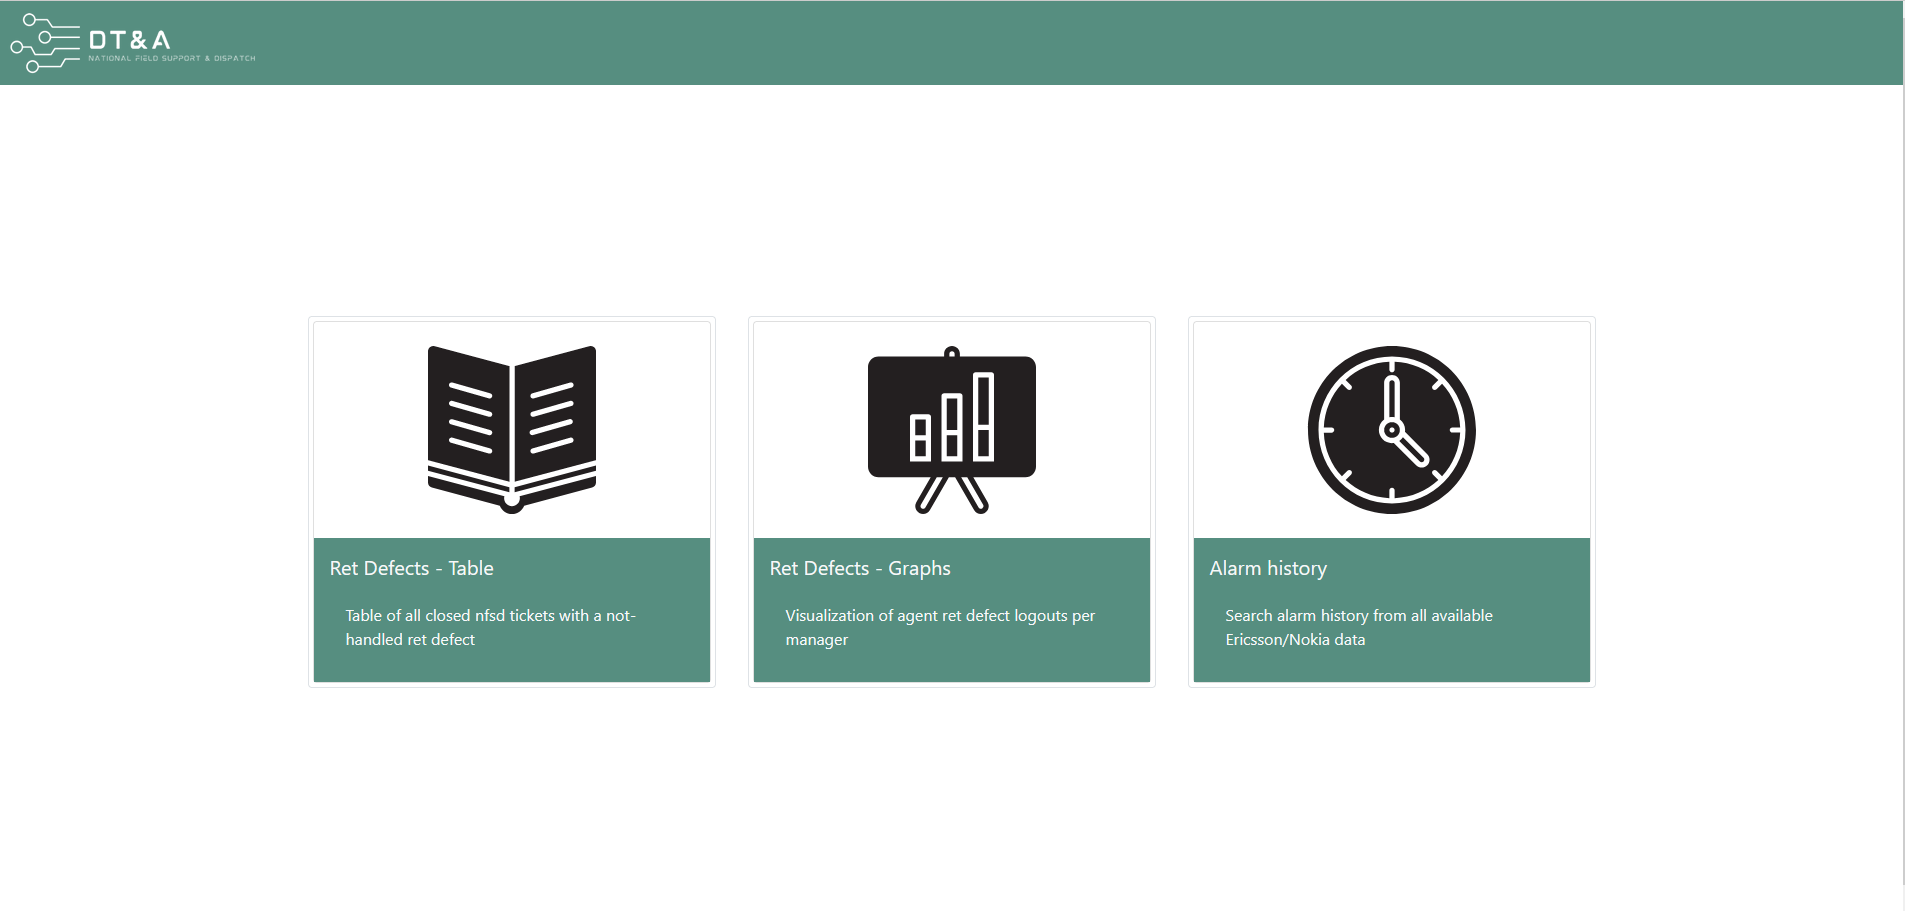 DT&A
NATIONAL FIELD SUPPORT & DISPATCH
Ret Defects - Table
Table of all closed nfsd tickets with a not-
handled ret defect
Ret Defects - Graphs
Visualization of agent ret defect logouts per
manager
Alarm history
Search alarm history from all available
Ericsson/Nokia data